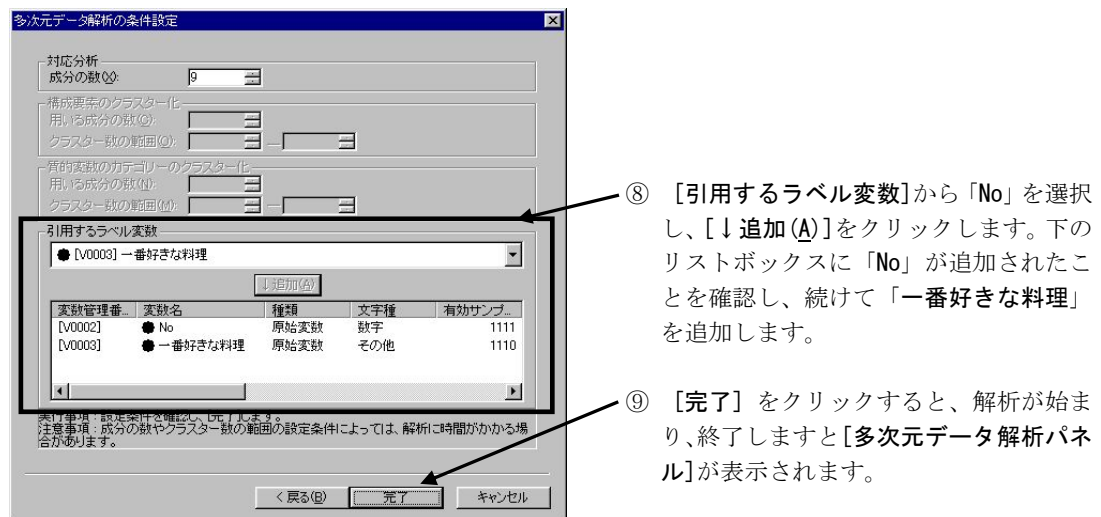 多次元データ解析の条件設定
対応分析
成分の数(X): 9
構成要素のクラスター化
用いる成分の数(C):
クラスター数の範囲(O): ―
質的変数のカテゴリーのクラスター化
用いる成分の数(N):
クラスター数の範囲(M): ―
引用するラベル変数
● [V0003] 一番好きな料理
↓追加(A)
変数管理番... 変数名 種類 文字種 有効サンプ...
[V0002] ● No 原始変数 数字 1111
[V0003] ● 一番好きな料理 原始変数 その他 1110
実行事項:設定条件を確認し、[完了]します。
注意事項:成分の数やクラスター数の範囲の設定条件によっては、解析に時間がかかる場
合があります。
< 戻る(B) 完了 キャンセル
⑧ [引用するラベル変数]から「No」を選択
し、[↓追加(A)]をクリックします。下の
リストボックスに「No」が追加されたこ
とを確認し、続けて「一番好きな料理」
を追加します。
⑨ [完了] をクリックすると、解析が始ま
り、終了しますと[多次元データ解析パネ
ル]が表示されます。